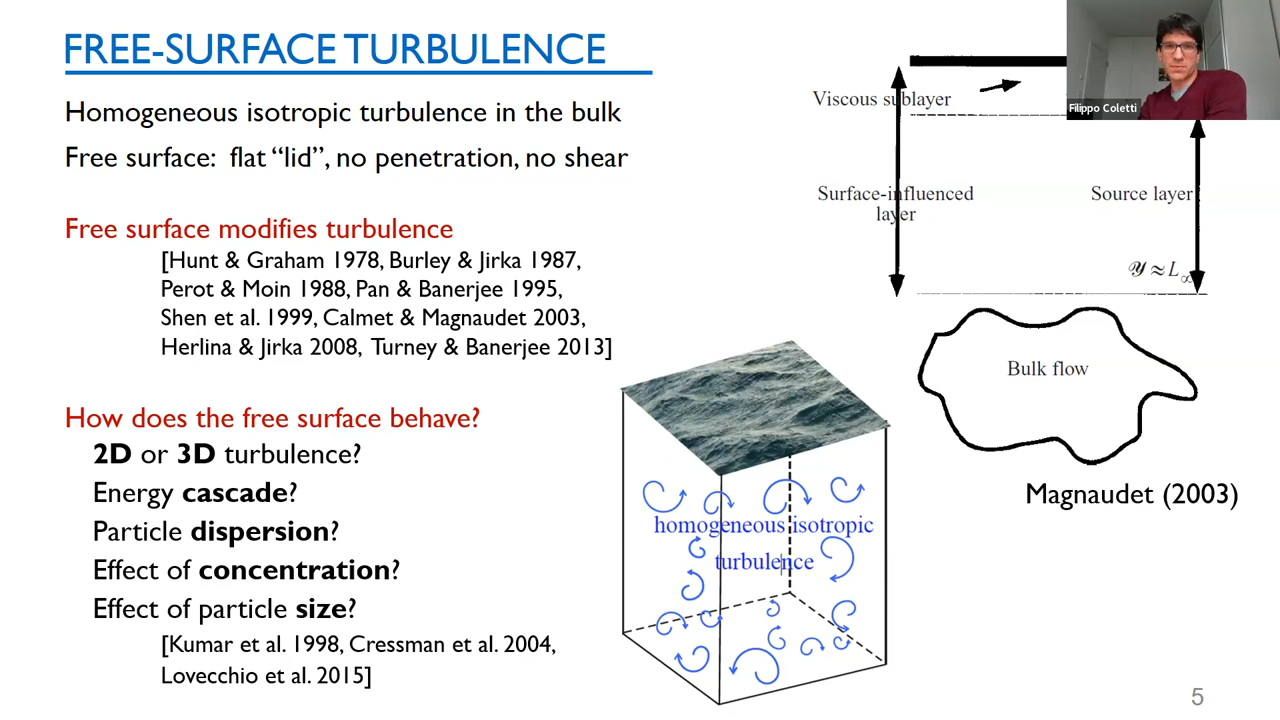 FREE-SURFACE TURBULENCE
Homogeneous isotropic turbulence in the bulk
Free surface: flat “lid”, no penetration, no shear
Free surface modifies turbulence
[Hunt & Graham 1978, Burley & Jirka 1987,
Perot & Moin 1988, Pan & Banerjee 1995,
Shen et al. 1999, Calmet & Magnaudet 2003,
Herlina & Jirka 2008, Turney & Banerjee 2013]
How does the free surface behave?
2D or 3D turbulence?
Energy cascade?
Particle dispersion?
Effect of concentration?
Effect of particle size?
[Kumar et al. 1998, Cressman et al. 2004,
Lovecchio et al. 2015]
Filippo Coletti
Viscous sublayer
Surface-influenced
layer
Source layer
𝒴 ≈ L∞
Bulk flow
Magnaudet (2003)
homogeneous isotropic
turbulence
5